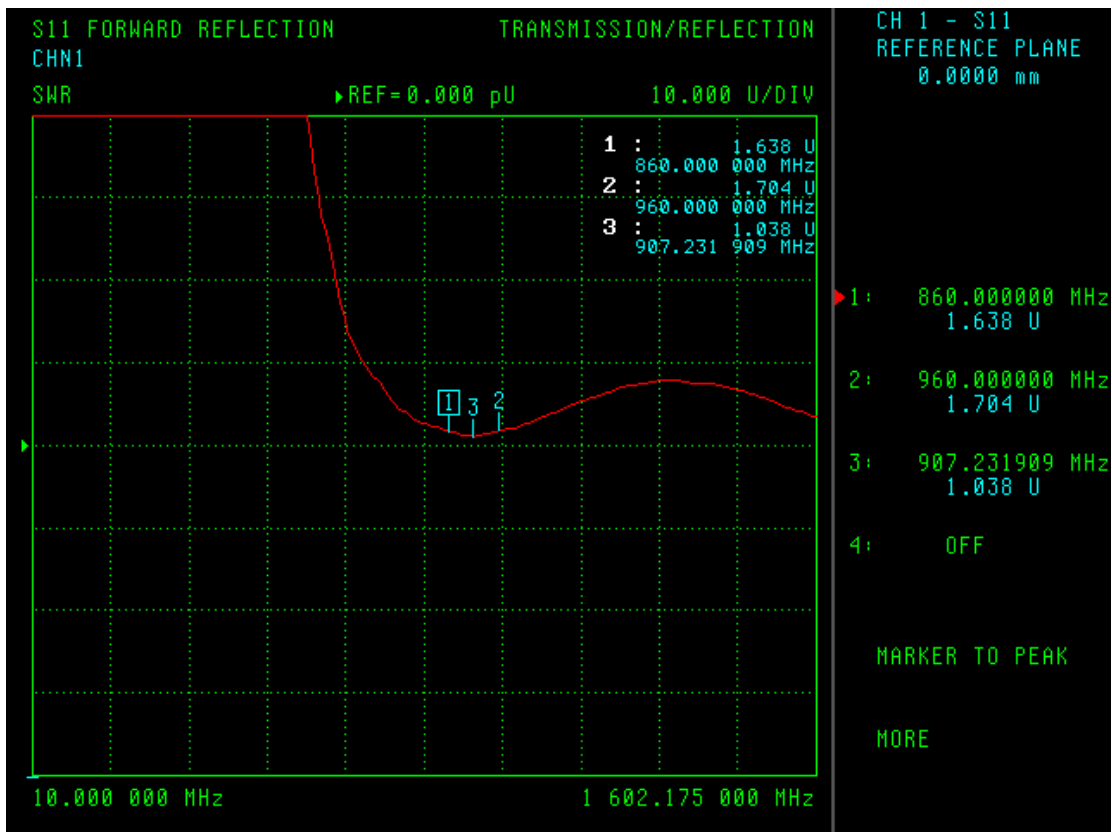 S11 FORWARD REFLECTION TRANSMISSION/REFLECTION
CHN1
SWR ▸REF=0.000 pU 10.000 U/DIV
1 : 1.638 U
860.000 000 MHz
2 : 1.704 U
960.000 000 MHz
3 : 1.038 U
907.231 909 MHz
1 3 2
10.000 000 MHz 1 602.175 000 MHz
CH 1 - S11
REFERENCE PLANE
0.0000 mm
1: 860.000000 MHz
1.638 U
2: 960.000000 MHz
1.704 U
3: 907.231909 MHz
1.038 U
4: OFF
MARKER TO PEAK
MORE